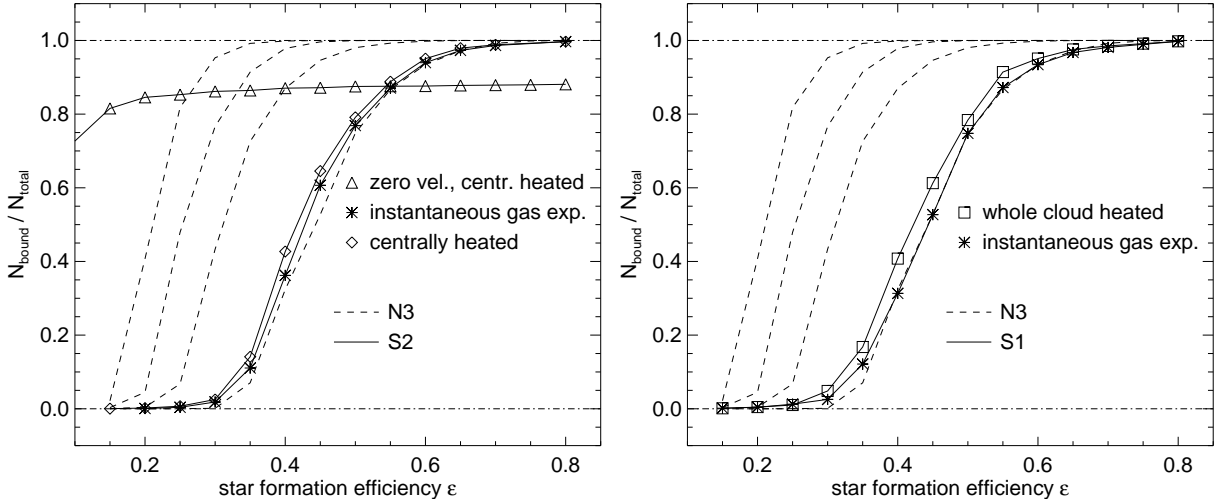 1.0
0.8
0.6
0.4
0.2
0.0
N_bound / N_total
zero vel., centr. heated
instantaneous gas exp.
centrally heated
N3
S2
0.2 0.4 0.6 0.8
star formation efficiency ε
1.0
0.8
0.6
0.4
0.2
0.0
N_bound / N_total
whole cloud heated
instantaneous gas exp.
N3
S1
0.2 0.4 0.6 0.8
star formation efficiency ε